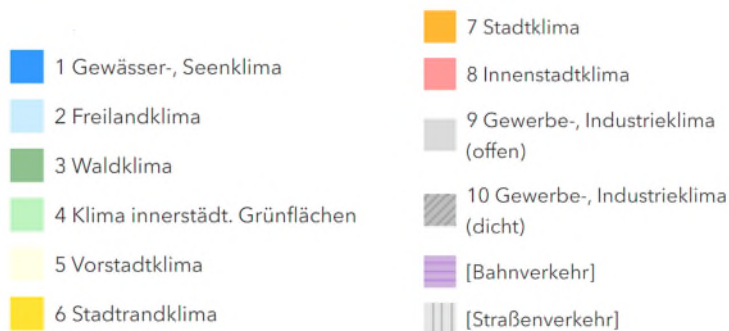 1 Gewässer-, Seenklima
2 Freilandklima
3 Waldklima
4 Klima innerstädt. Grünflächen
5 Vorstadtklima
6 Stadtrandklima
7 Stadtklima
8 Innenstadtklima
9 Gewerbe-, Industrieklima
(offen)
10 Gewerbe-, Industrieklima
(dicht)
[Bahnverkehr]
[Straßenverkehr]